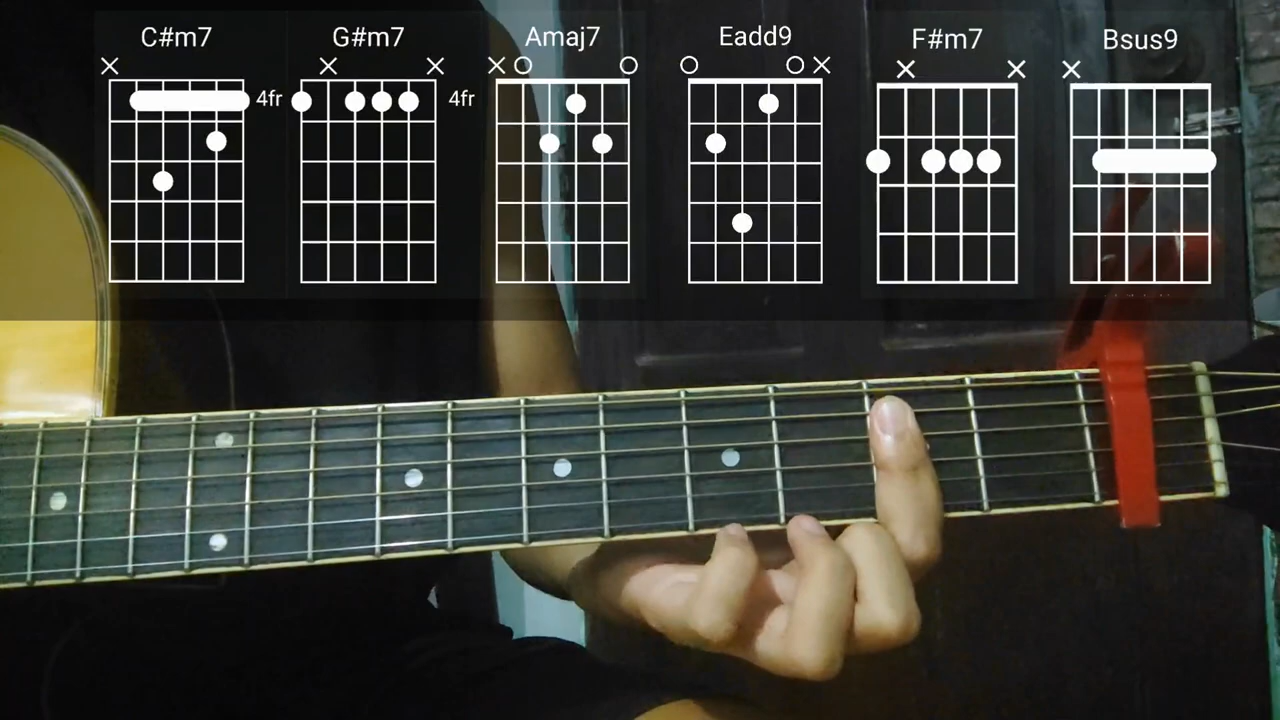 C#m7 G#m7 Amaj7 Eadd9 F#m7 Bsus9
× × × ×O O O O× × × ×
4fr 4fr